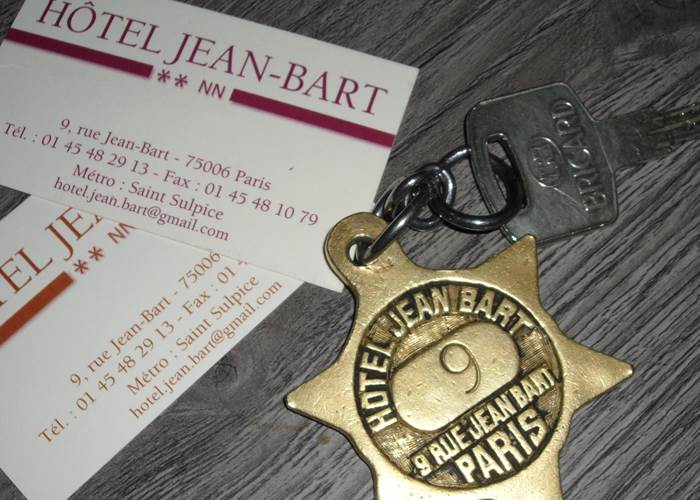 HÔTEL JEAN-BART
** NN
9, rue Jean-Bart - 75006 Paris
Tél. : 01 45 48 29 13 - Fax : 01 45 48 10 79
Métro : Saint Sulpice
hotel.jean.bart@gmail.com
** NN
9, rue Jean-Bart - 75006
Tél. : 01 45 48 29 13 - Fax : 01
Métro : Saint Sulpice
hotel.jean.bart@gmail.com
BRICARD
HÔTEL JEAN BART
9
9 RUE JEAN BART
PARIS